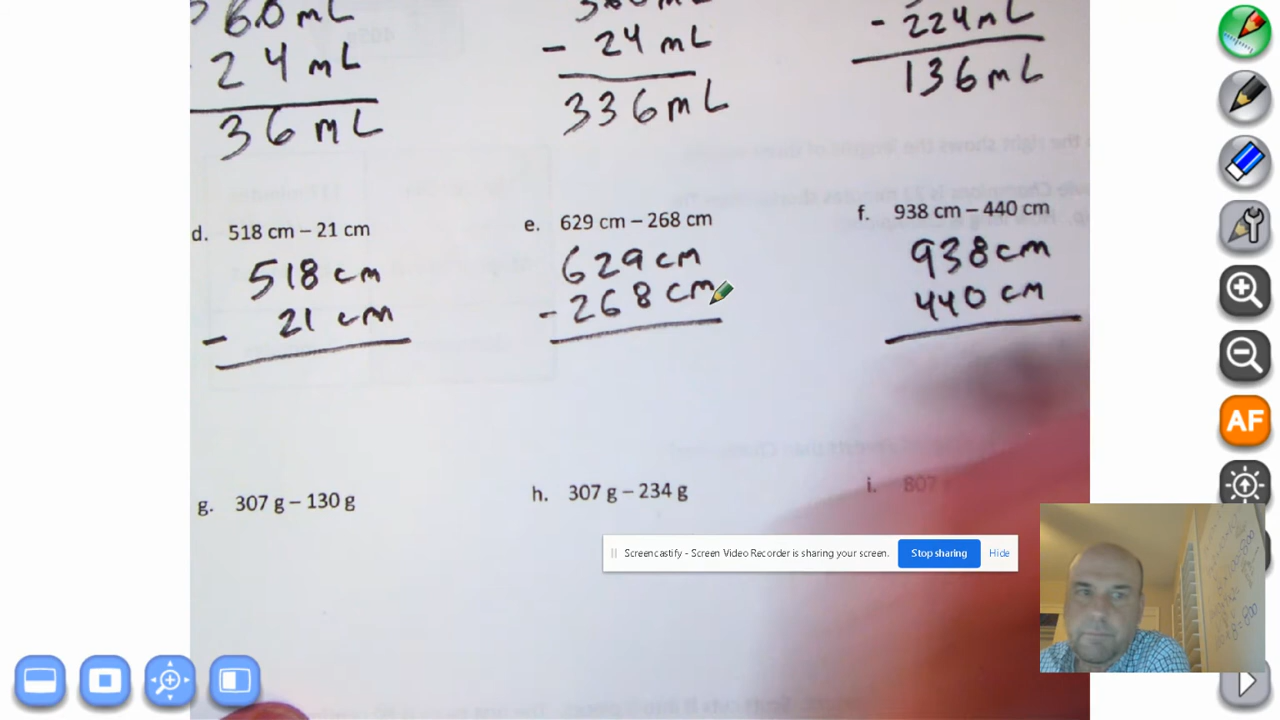 60 mL
- 24 mL
36 mL
- 24 mL
336 mL
- 224 mL
136 mL
d. 518 cm – 21 cm
518 cm
- 21 cm
e. 629 cm – 268 cm
629 cm
- 268 cm
f. 938 cm – 440 cm
938 cm
440 cm
g. 307 g – 130 g
h. 307 g – 234 g
i. 807
Screencastify - Screen Video Recorder is sharing your screen.
Stop sharing
Hide
AF